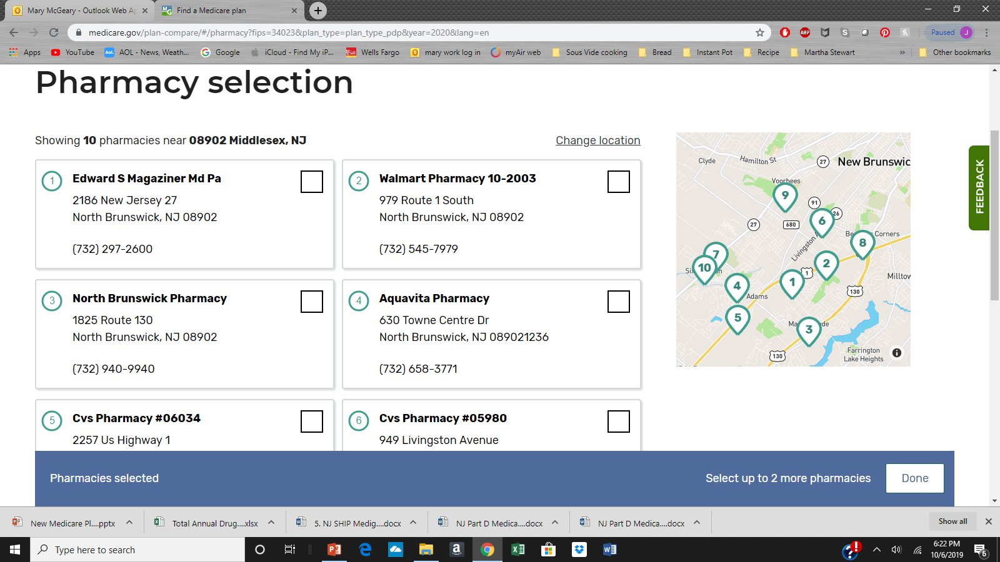 Mary McGeary - Outlook Web Ap
Find a Medicare plan
medicare.gov/plan-compare/#/pharmacy?fips=34023&plan_type=plan_type_pdp&year=2020&lang=en
ABP
Paused
J
Apps
YouTube
Aol.
AOL - News, Weath...
Google
iCloud - Find My iP...
Wells Fargo
mary work log in
myAir web
Sous Vide cooking
Bread
Instant Pot
Recipe
Martha Stewart
»
Other bookmarks
Pharmacy selection
Showing 10 pharmacies near 08902 Middlesex, NJ
Change location
1
Edward S Magaziner Md Pa
2186 New Jersey 27
North Brunswick, NJ 08902
(732) 297-2600
2
Walmart Pharmacy 10-2003
979 Route 1 South
North Brunswick, NJ 08902
(732) 545-7979
3
North Brunswick Pharmacy
1825 Route 130
North Brunswick, NJ 08902
(732) 940-9940
4
Aquavita Pharmacy
630 Towne Centre Dr
North Brunswick, NJ 089021236
(732) 658-3771
5
Cvs Pharmacy #06034
2257 Us Highway 1
6
Cvs Pharmacy #05980
949 Livingston Avenue
Clyde
Hamilton St
27
New Brunswic
Voorhees
9
91
26
6
27
680
Livingston
Corners
8
7
2
10
1
1
Milltow
4
130
Adams
5
3
Farrington
Lake Heights
130
FEEDBACK
Pharmacies selected
Select up to 2 more pharmacies
Done
New Medicare Pl....pptx
Total Annual Drug....xlsx
5. NJ SHIP Medig....docx
NJ Part D Medica....docx
NJ Part D Medica....docx
Show all
Type here to search
6:22 PM
10/6/2019
6